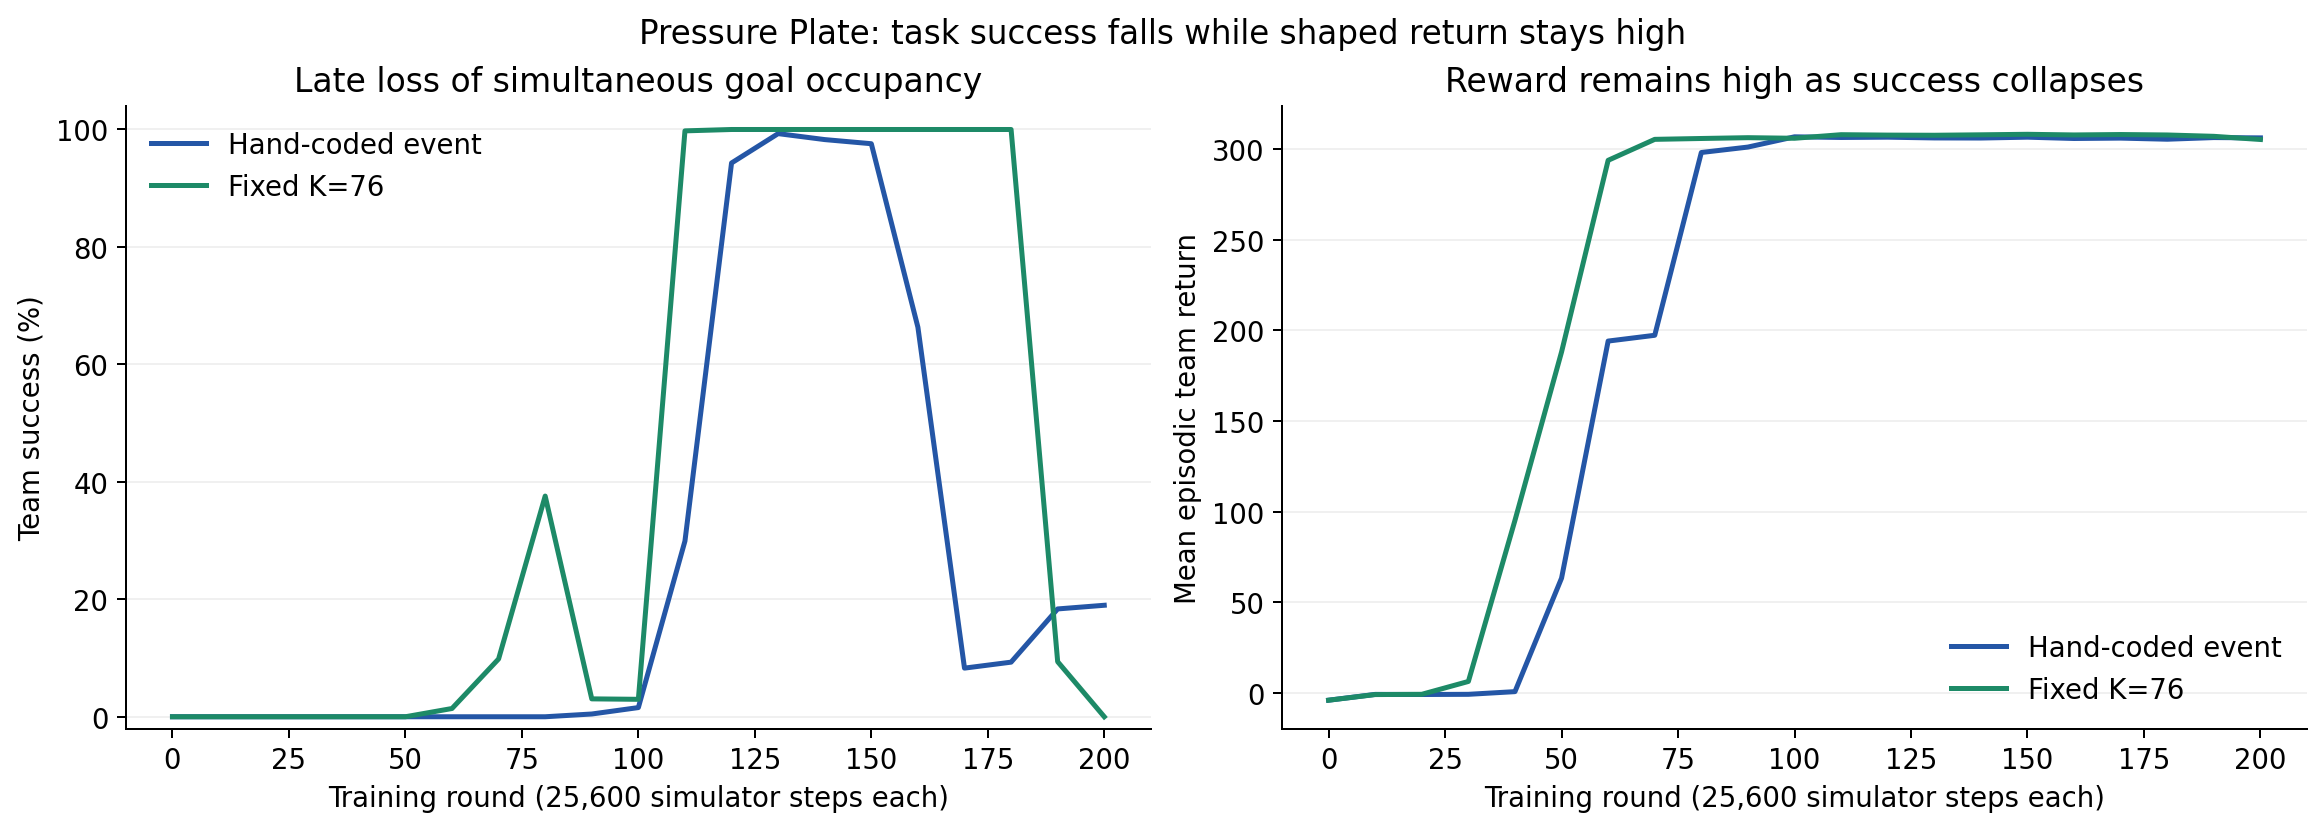 Pressure Plate: task success falls while shaped return stays high
Late loss of simultaneous goal occupancy
100
80
60
40
20
0
Team success (%)
Hand-coded event
Fixed K=76
0 25 50 75 100 125 150 175 200
Training round (25,600 simulator steps each)
Reward remains high as success collapses
300
250
200
150
100
50
0
Mean episodic team return
Hand-coded event
Fixed K=76
0 25 50 75 100 125 150 175 200
Training round (25,600 simulator steps each)